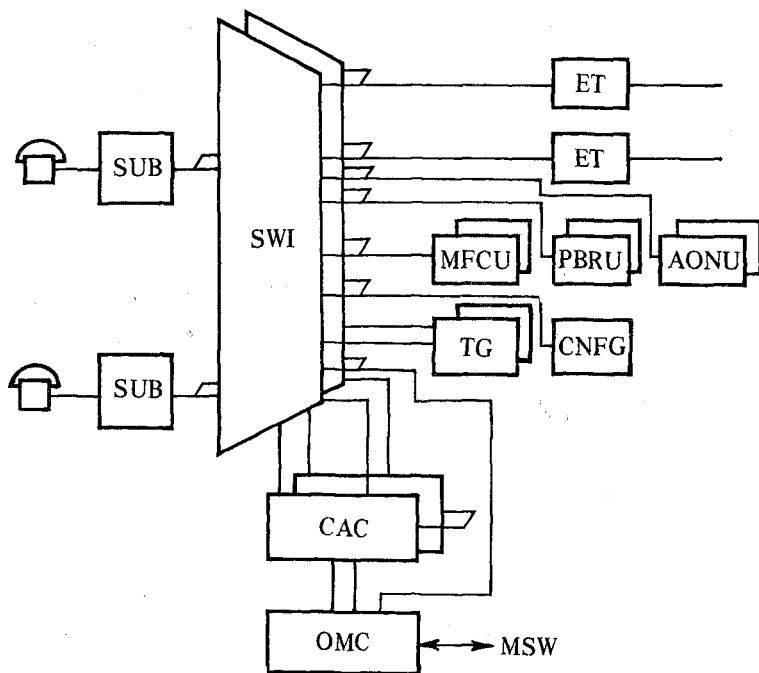 ET
ET
SUB
SWI
MFCU
PBRU
AONU
TG
CNFG
SUB
CAC
OMC
MSW